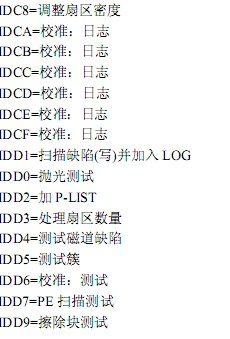 IDC8=调整扇区密度
IDCA=校准：日志
IDCB=校准：日志
IDCC=校准：日志
IDCD=校准：日志
IDCE=校准：日志
IDCF=校准：日志
IDD1=扫描缺陷(写)并加入 LOG
IDD0=抛光测试
IDD2=加 P-LIST
IDD3=处理扇区数量
IDD4=测试磁道缺陷
IDD5=测试簇
IDD6=校准：测试
IDD7=PE 扫描测试
IDD9=擦除块测试